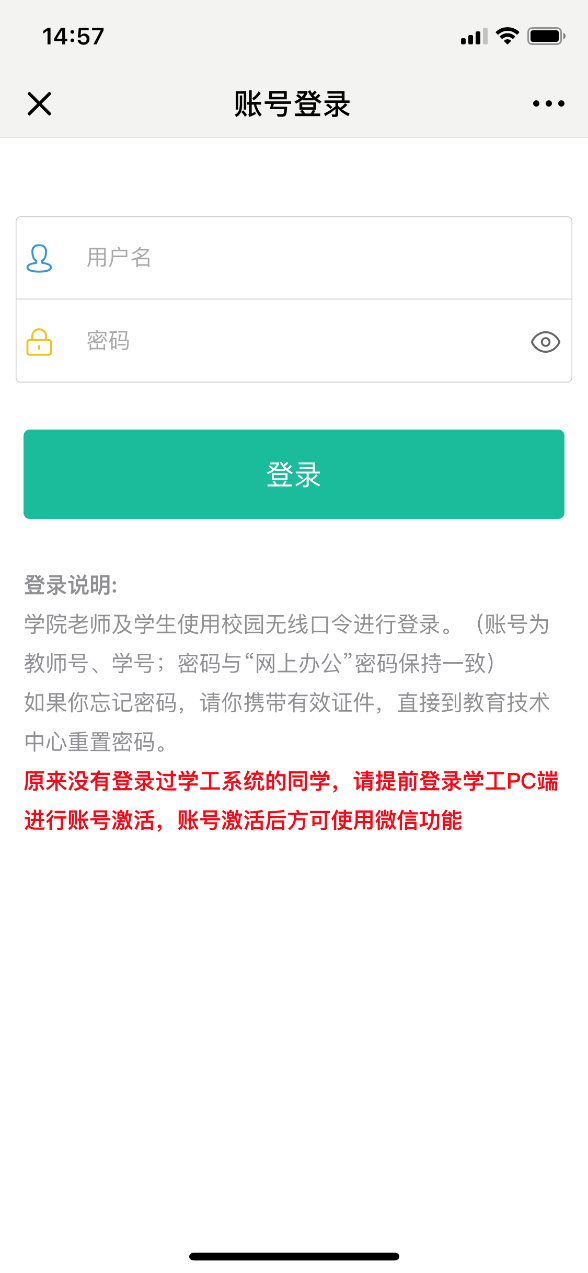 14:57
账号登录
用户名
密码
登录
登录说明:
学院老师及学生使用校园无线口令进行登录。（账号为
教师号、学号；密码与“网上办公”密码保持一致）
如果你忘记密码，请你携带有效证件，直接到教育技术
中心重置密码。
原来没有登录过学工系统的同学，请提前登录学工PC端
进行账号激活，账号激活后方可使用微信功能